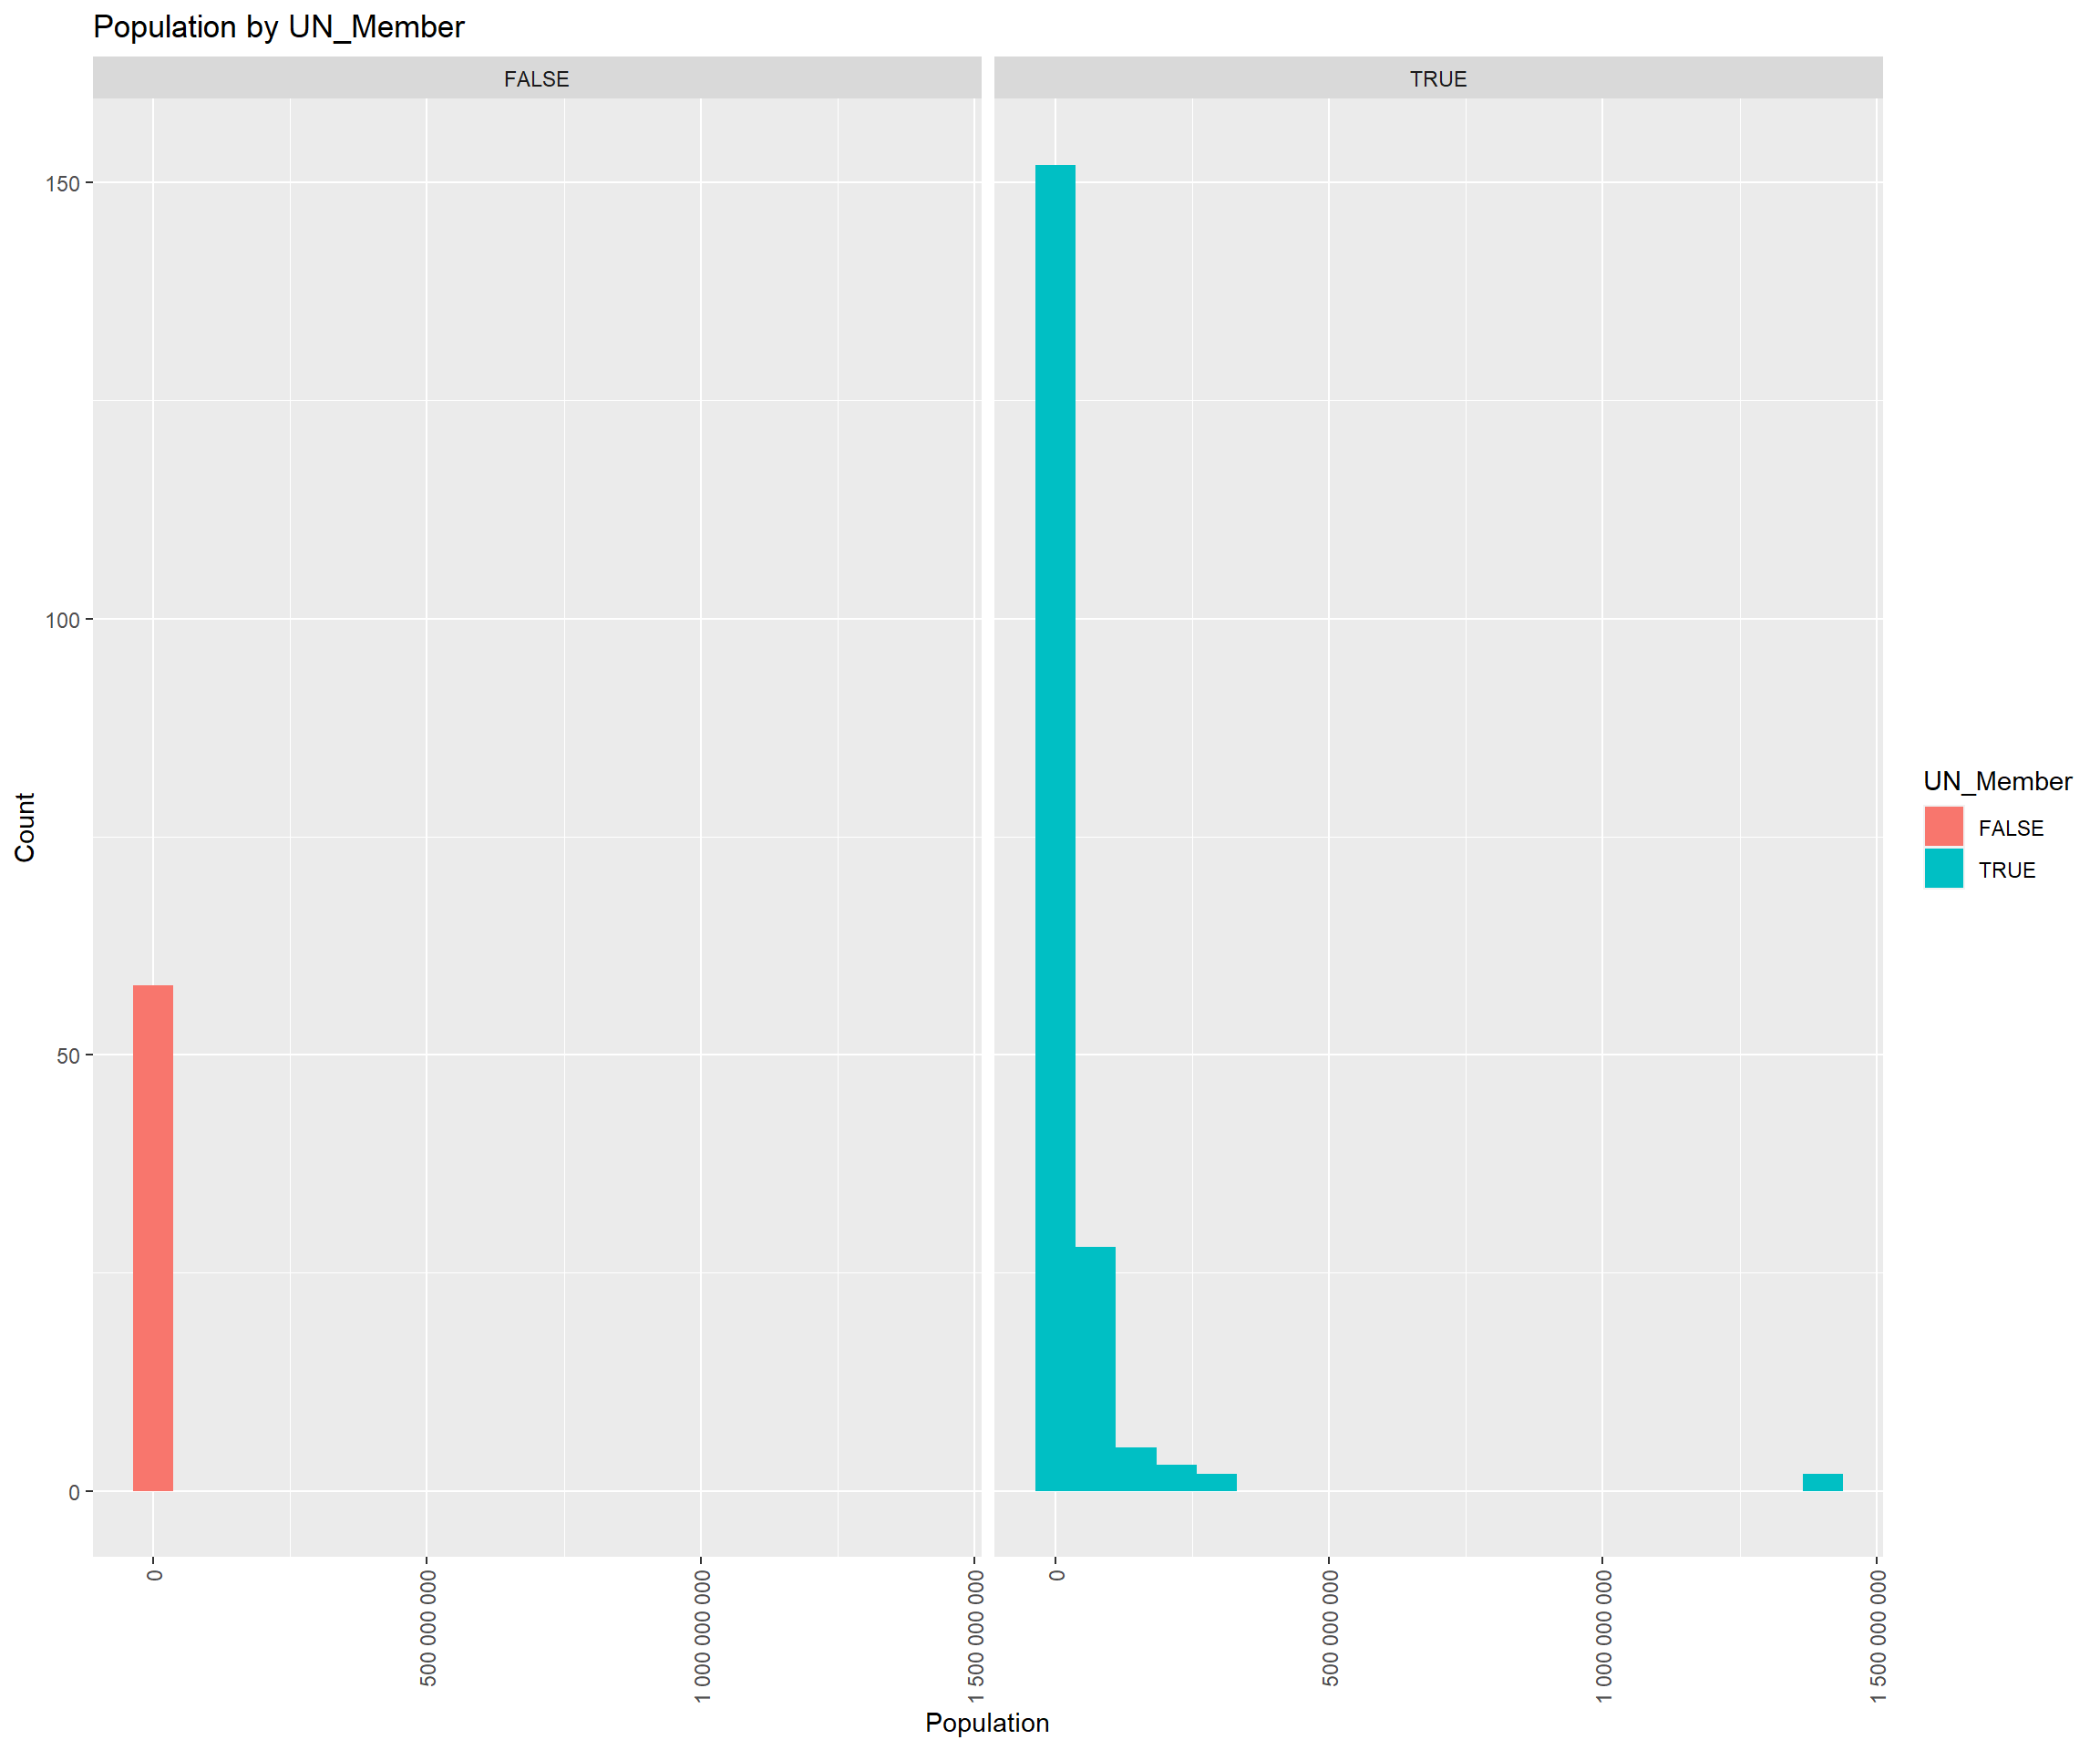 Population by UN_Member
FALSE
TRUE
150
100
50
0
Count
0
500 000 000
1 000 000 000
1 500 000 000
0
500 000 000
1 000 000 000
1 500 000 000
Population
UN_Member
FALSE
TRUE